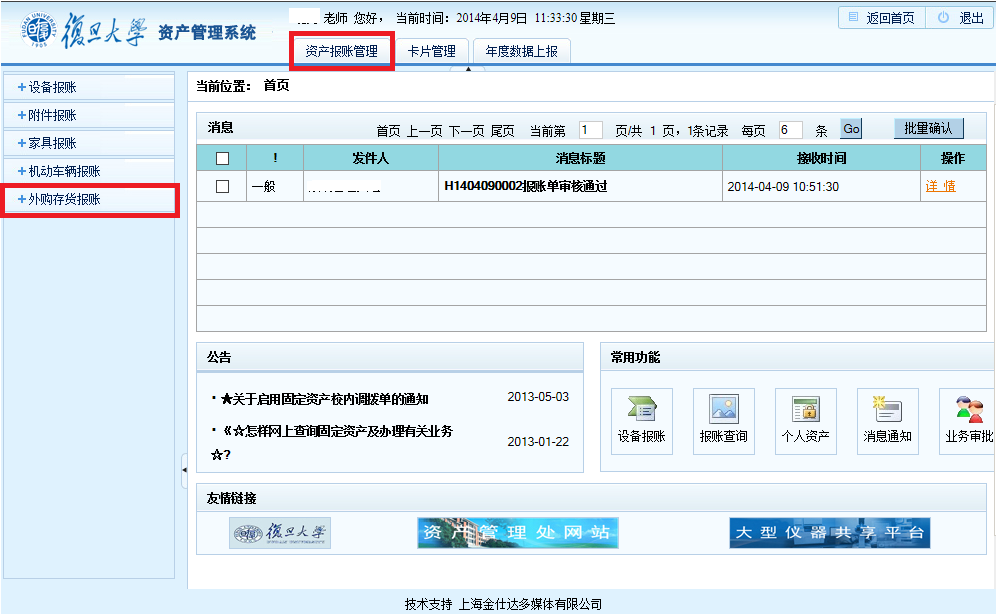 復旦大学 资产管理系统
FUDAN UNIVERSITY
1905
老师 您好， 当前时间：2014年4月9日 11:33:30 星期三
返回首页 退出
资产报账管理 卡片管理 年度数据上报
+设备报账
+附件报账
+家具报账
+机动车辆报账
+外购存货报账
当前位置： 首页
消息
首页 上一页 下一页 尾页 当前第 1 页/共 1 页，1条记录 每页 6 条 Go 批量确认
! 发件人 消息标题 接收时间 操作
一般 H1404090002报账单审核通过 2014-04-09 10:51:30 详 情
公告
· ★关于启用固定资产校内调拨单的通知 2013-05-03
· 《☆怎样网上查询固定资产及办理有关业务
☆? 2013-01-22
常用功能
设备报账 报账查询 个人资产 消息通知 业务审批
友情链接
復旦大学 资产管理处网站 大型仪器共享平台
技术支持 上海金仕达多媒体有限公司